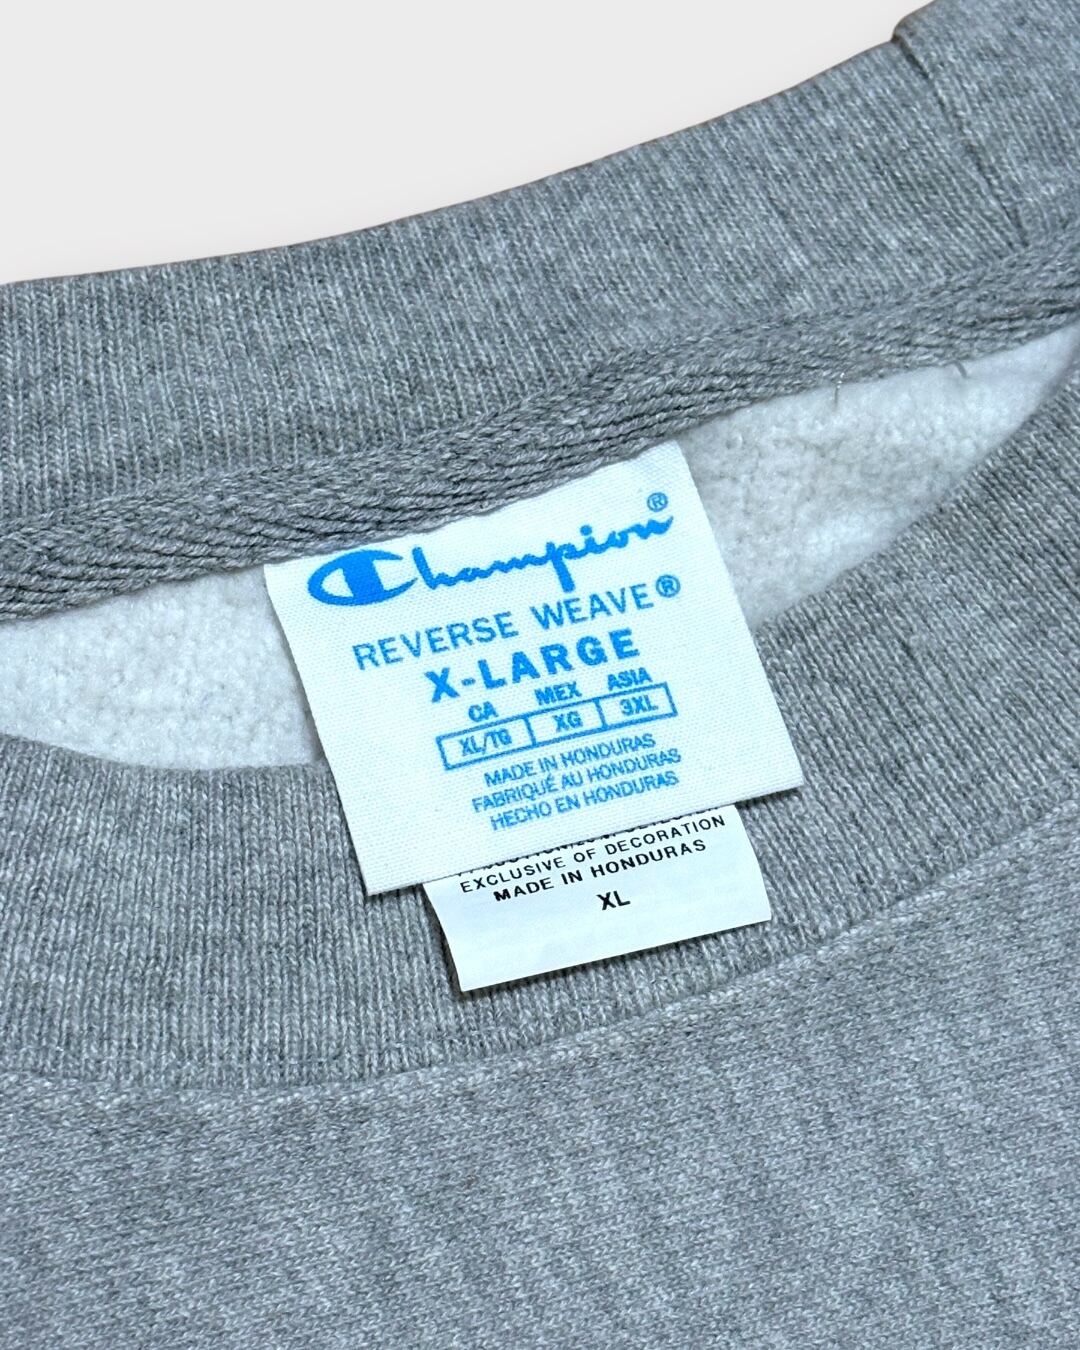 Champion®
REVERSE WEAVE®
X-LARGE
CA MEX ASIA
XL/TG XG 3XL
MADE IN HONDURAS
FABRIQUÉ AU HONDURAS
HECHO EN HONDURAS
EXCLUSIVE OF DECORATION
MADE IN HONDURAS
XL